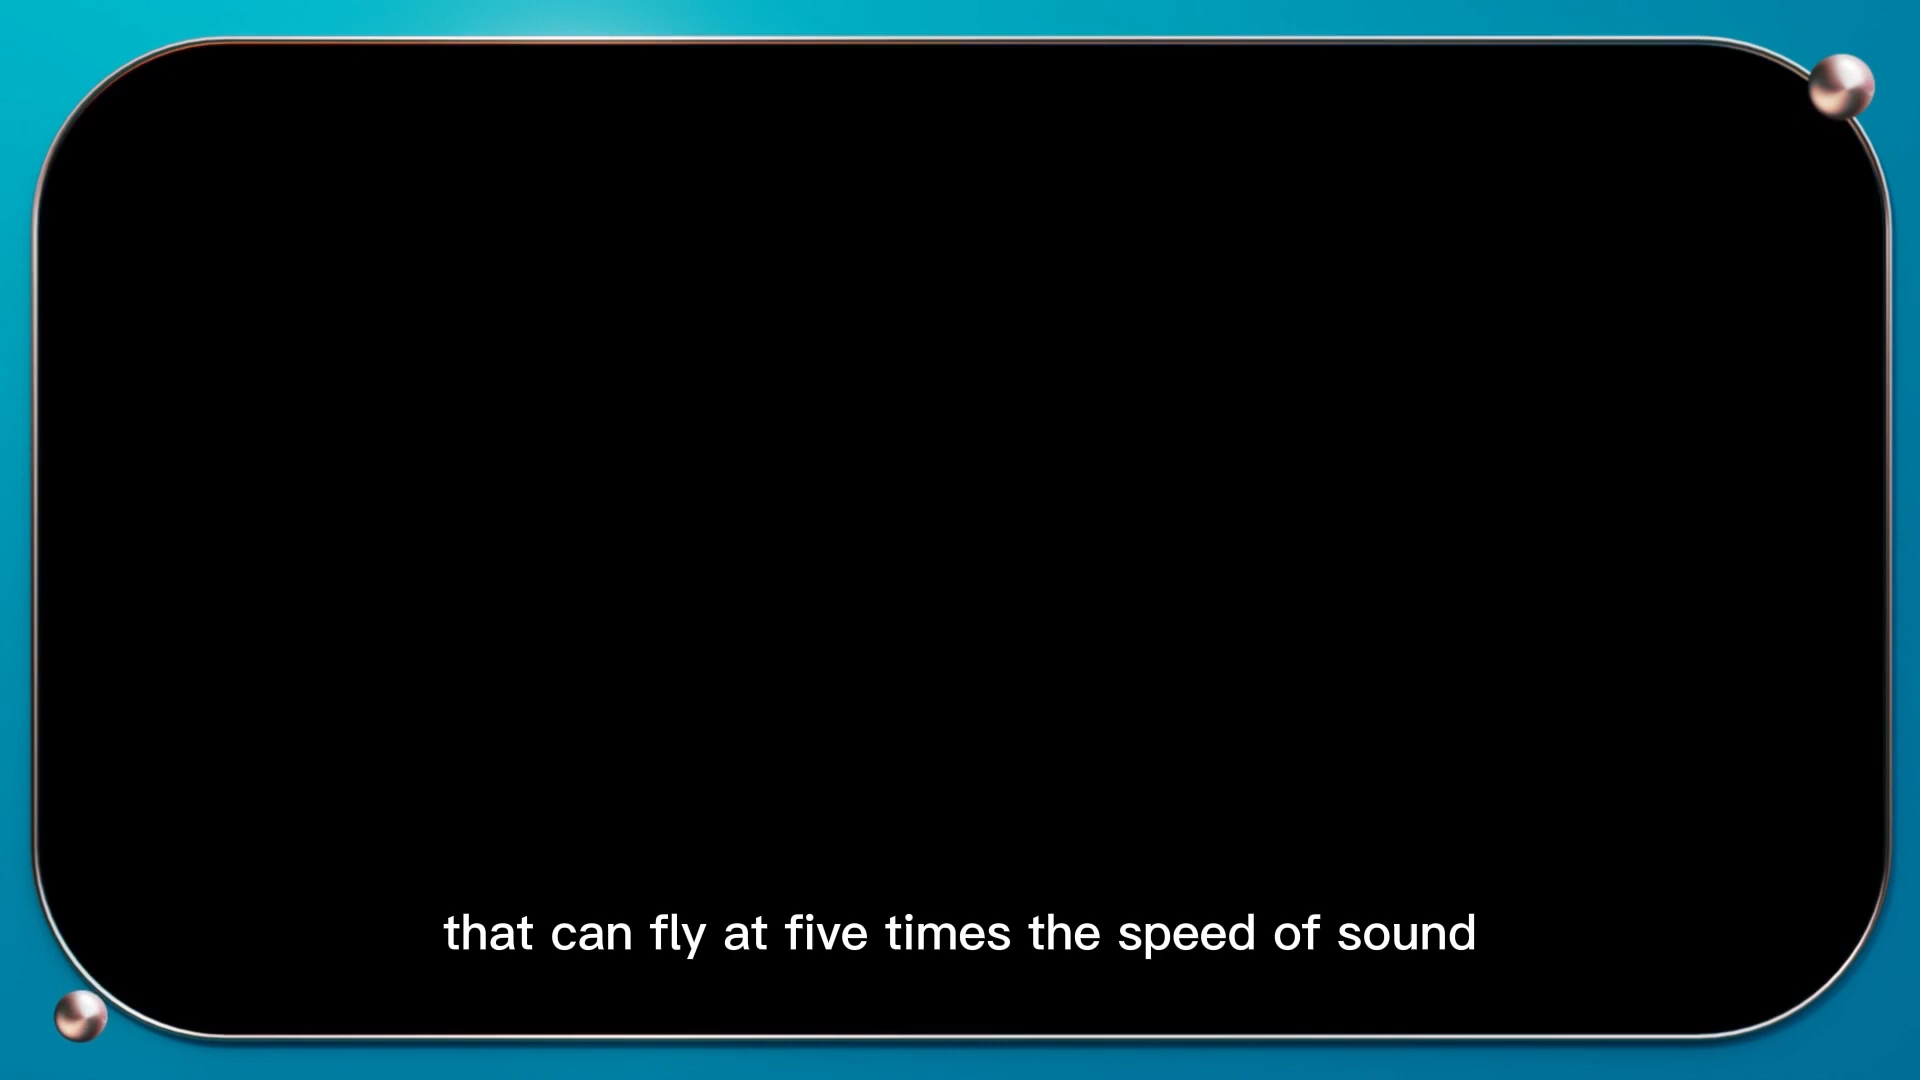 that can fly at five times the speed of sound